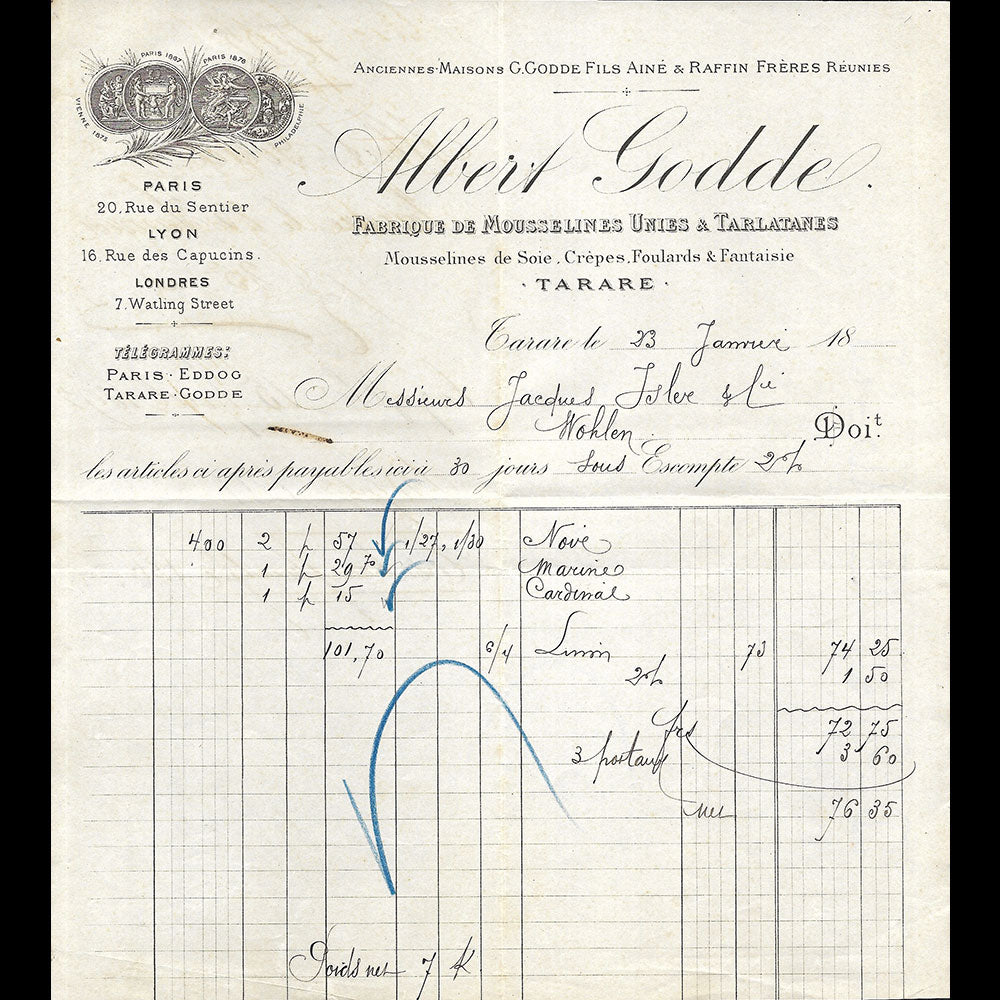 VIENNE 1873 PARIS 1867 PARIS 1878 PHILADELPHIE
ANCIENNES MAISONS C.GODDE FILS AINÉ & RAFFIN FRÈRES RÉUNIES
Albert Godde.
FABRIQUE DE MOUSSELINES UNIES & TARLATANES
Mousselines de Soie, Crêpes, Foulards & Fantaisie
· TARARE ·
PARIS
20, Rue du Sentier
LYON
16, Rue des Capucins.
LONDRES
7, Watling Street
TÉLÉGRAMMES:
PARIS · EDDOG
TARARE · GODDE
Tarare le 23 Janvier 18
Messieurs Jacques Isler & Cie
Wohlen.
Doit.
les articles ci après payables ici à 30 jours sous Escompte 2%
400 2 p 57 1/27, 1/30 Noir
1 p 29 70 Marine
1 p 15 Cardinal
101,70 6/4 Linon 73 74 25
2% 1 50
frs 72 75
3 60
net 76 35
Poids net 7 K.